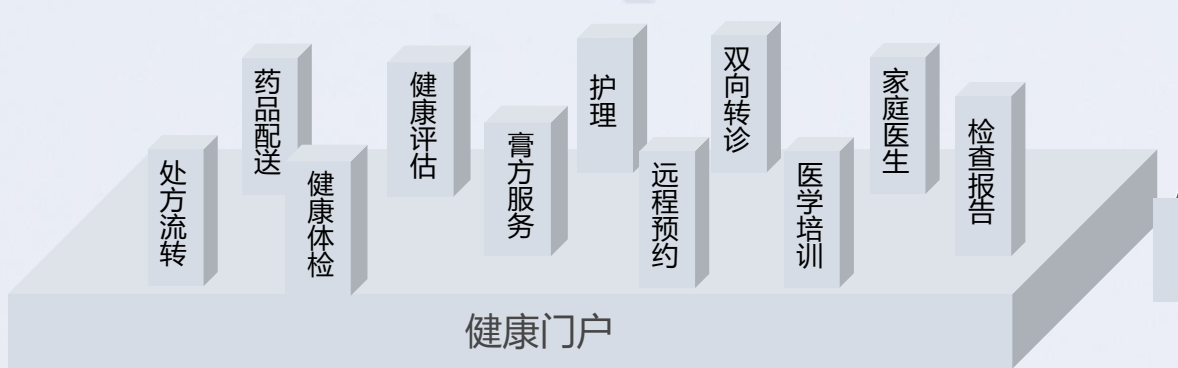 处方流转
药品配送
健康体检
健康评估
膏方服务
护理
远程预约
双向转诊
医学培训
家庭医生
检查报告
健康门户